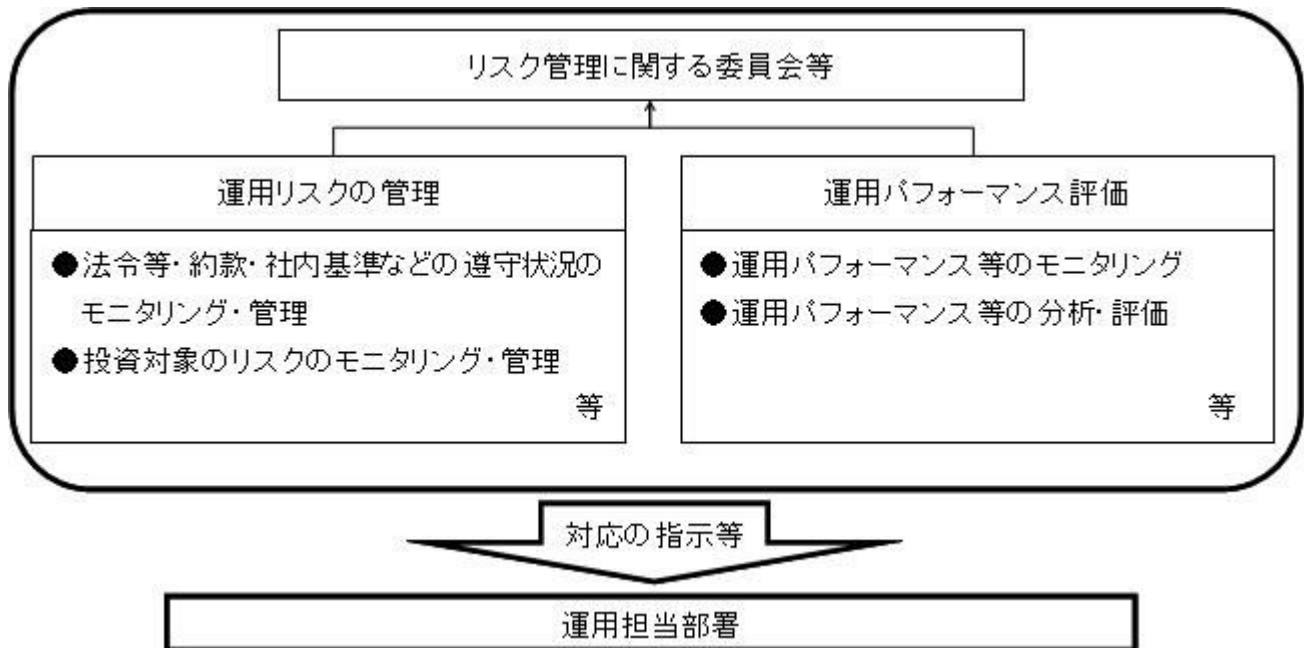 リスク管理に関する委員会等
運用リスクの管理
●法令等・約款・社内基準などの遵守状況の
モニタリング・管理
●投資対象のリスクのモニタリング・管理
等
運用パフォーマンス評価
●運用パフォーマンス等のモニタリング
●運用パフォーマンス等の分析・評価
等
対応の指示等
運用担当部署